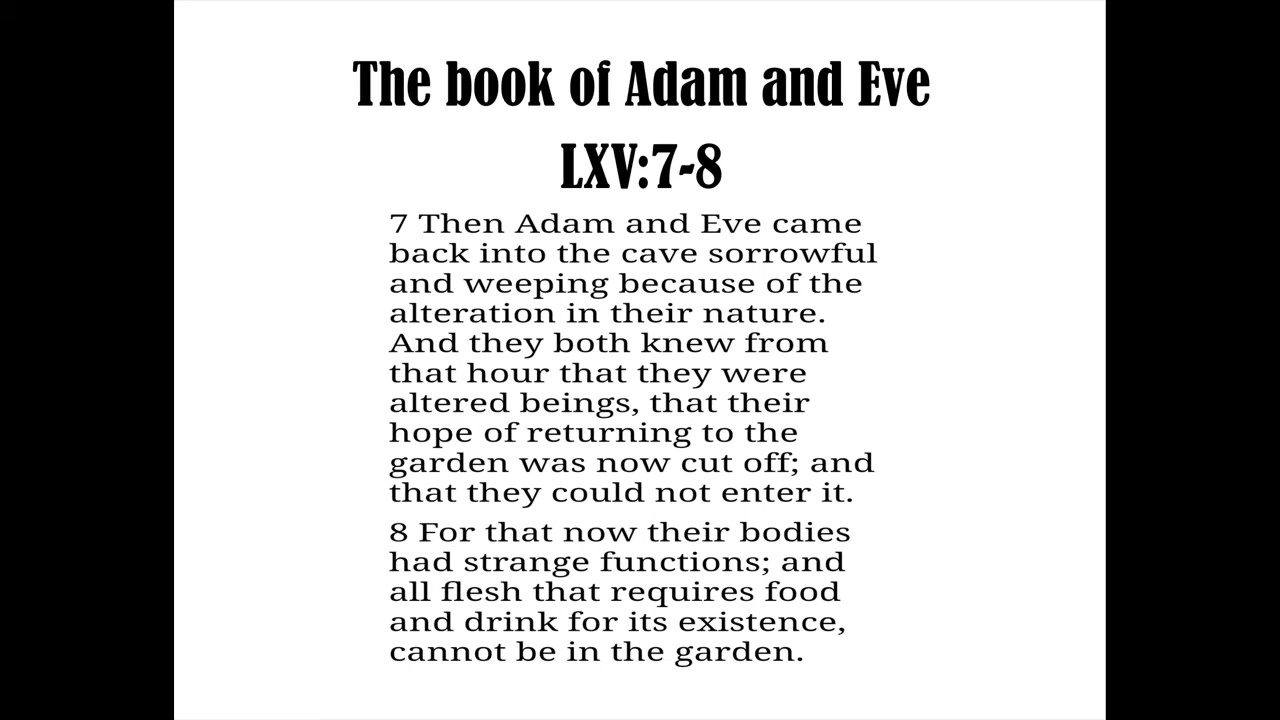 The book of Adam and Eve
LXV:7-8
7 Then Adam and Eve came
back into the cave sorrowful
and weeping because of the
alteration in their nature.
And they both knew from
that hour that they were
altered beings, that their
hope of returning to the
garden was now cut off; and
that they could not enter it.
8 For that now their bodies
had strange functions; and
all flesh that requires food
and drink for its existence,
cannot be in the garden.